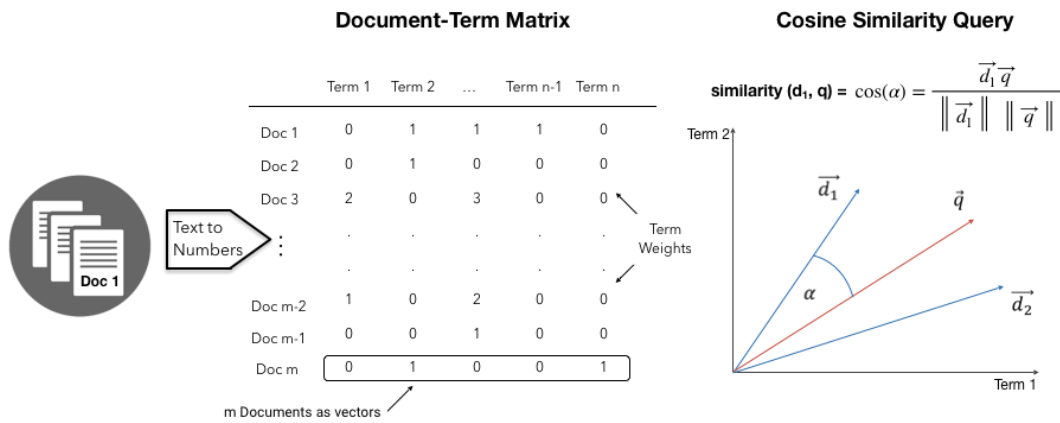 Document-Term Matrix
Cosine Similarity Query
Term 1 Term 2 ... Term n-1 Term n
Doc 1 0 1 1 1 0
Doc 2 0 1 0 0 0
Doc 3 2 0 3 0 0
⋮ . . . . .
. . . . .
Doc m-2 1 0 2 0 0
Doc m-1 0 0 1 0 0
Doc m 0 1 0 0 1
Doc 1
Text to
Numbers
Term
Weights
m Documents as vectors
similarity (d₁, q) = cos(α) = d₁→ q→ / ‖ d₁→ ‖ ‖ q→ ‖
Term 2
d₁→
q→
α
d₂→
Term 1